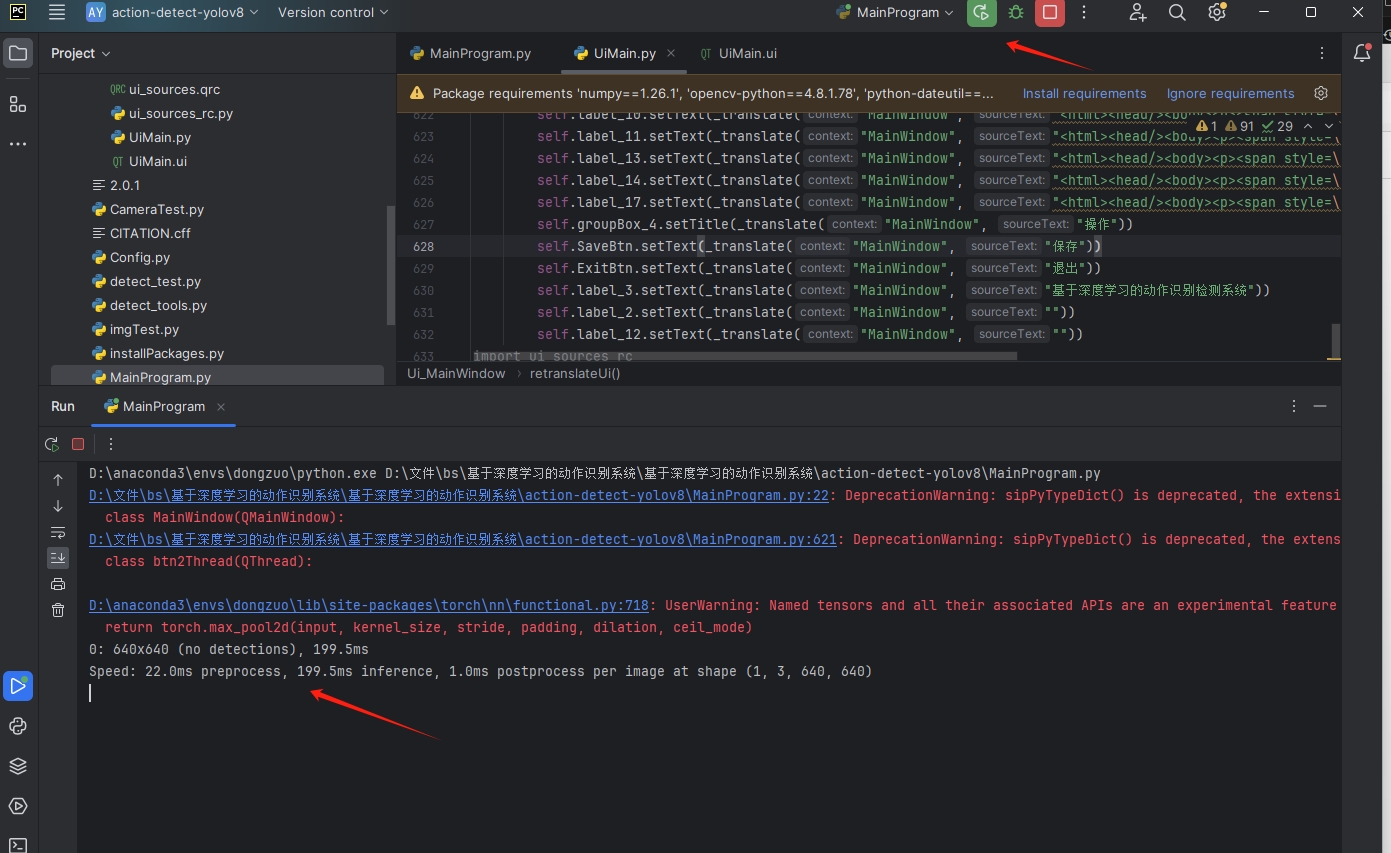 PC
AY action-detect-yolov8 Version control MainProgram
Project
MainProgram.py UiMain.py UiMain.ui
Package requirements 'numpy==1.26.1', 'opencv-python==4.8.1.78', 'python-dateutil==... Install requirements Ignore requirements
QRC ui_sources.qrc
ui_sources_rc.py
UiMain.py
QT UiMain.ui
2.0.1
CameraTest.py
CITATION.cff
Config.py
detect_test.py
detect_tools.py
imgTest.py
installPackages.py
MainProgram.py
1 91 29
622 self.label_10.setText(_translate( context: "MainWindow", sourceText: "<html><head/><body><p><span style=
623 self.label_11.setText(_translate( context: "MainWindow", sourceText: "<html><head/><body><p><span style=\
624 self.label_13.setText(_translate( context: "MainWindow", sourceText: "<html><head/><body><p><span style=\
625 self.label_14.setText(_translate( context: "MainWindow", sourceText: "<html><head/><body><p><span style=\
626 self.label_17.setText(_translate( context: "MainWindow", sourceText: "<html><head/><body><p><span style=\
627 self.groupBox_4.setTitle(_translate( context: "MainWindow", sourceText: "操作"))
628 self.SaveBtn.setText(_translate( context: "MainWindow", sourceText: "保存"))
629 self.ExitBtn.setText(_translate( context: "MainWindow", sourceText: "退出"))
630 self.label_3.setText(_translate( context: "MainWindow", sourceText: "基于深度学习的动作识别检测系统"))
631 self.label_2.setText(_translate( context: "MainWindow", sourceText: ""))
632 self.label_12.setText(_translate( context: "MainWindow", sourceText: ""))
633 import ui_sources_rc
Ui_MainWindow › retranslateUi()
Run MainProgram
D:\anaconda3\envs\dongzuo\python.exe D:\文件\bs\基于深度学习的动作识别系统\基于深度学习的动作识别系统\action-detect-yolov8\MainProgram.py
D:\文件\bs\基于深度学习的动作识别系统\基于深度学习的动作识别系统\action-detect-yolov8\MainProgram.py:22: DeprecationWarning: sipPyTypeDict() is deprecated, the extensi
class MainWindow(QMainWindow):
D:\文件\bs\基于深度学习的动作识别系统\基于深度学习的动作识别系统\action-detect-yolov8\MainProgram.py:621: DeprecationWarning: sipPyTypeDict() is deprecated, the extens
class btn2Thread(QThread):
D:\anaconda3\envs\dongzuo\lib\site-packages\torch\nn\functional.py:718: UserWarning: Named tensors and all their associated APIs are an experimental feature
return torch.max_pool2d(input, kernel_size, stride, padding, dilation, ceil_mode)
0: 640x640 (no detections), 199.5ms
Speed: 22.0ms preprocess, 199.5ms inference, 1.0ms postprocess per image at shape (1, 3, 640, 640)